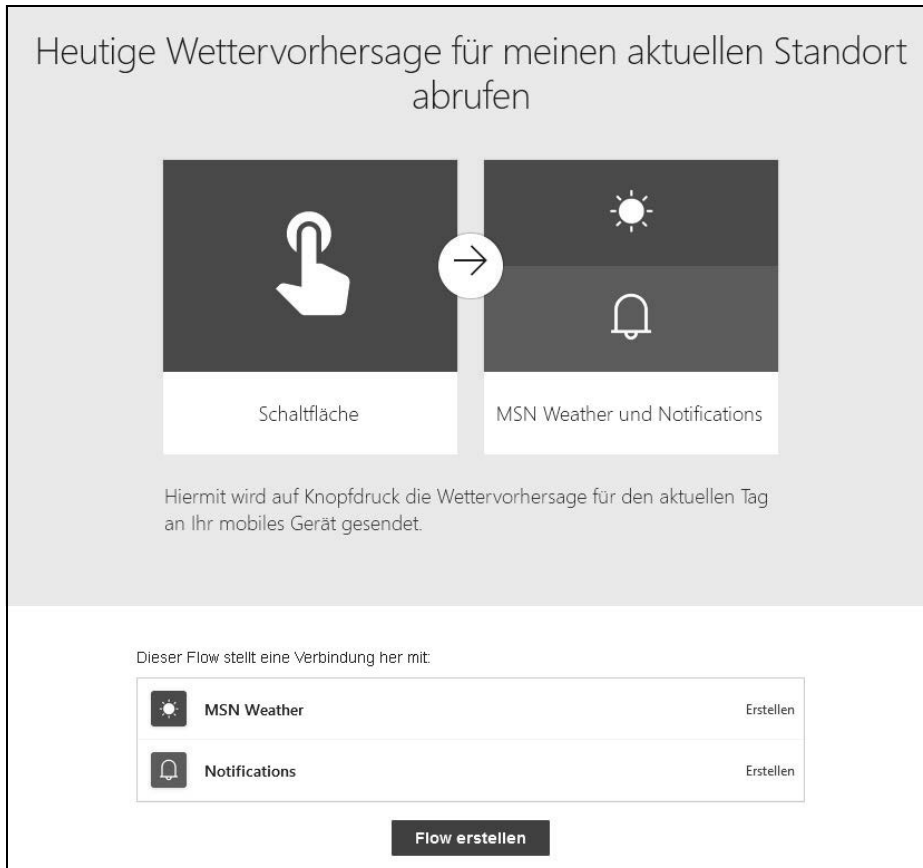 Heutige Wettervorhersage für meinen aktuellen Standort
abrufen
Schaltfläche
MSN Weather und Notifications
Hiermit wird auf Knopfdruck die Wettervorhersage für den aktuellen Tag
an Ihr mobiles Gerät gesendet.
Dieser Flow stellt eine Verbindung her mit:
MSN Weather Erstellen
Notifications Erstellen
Flow erstellen